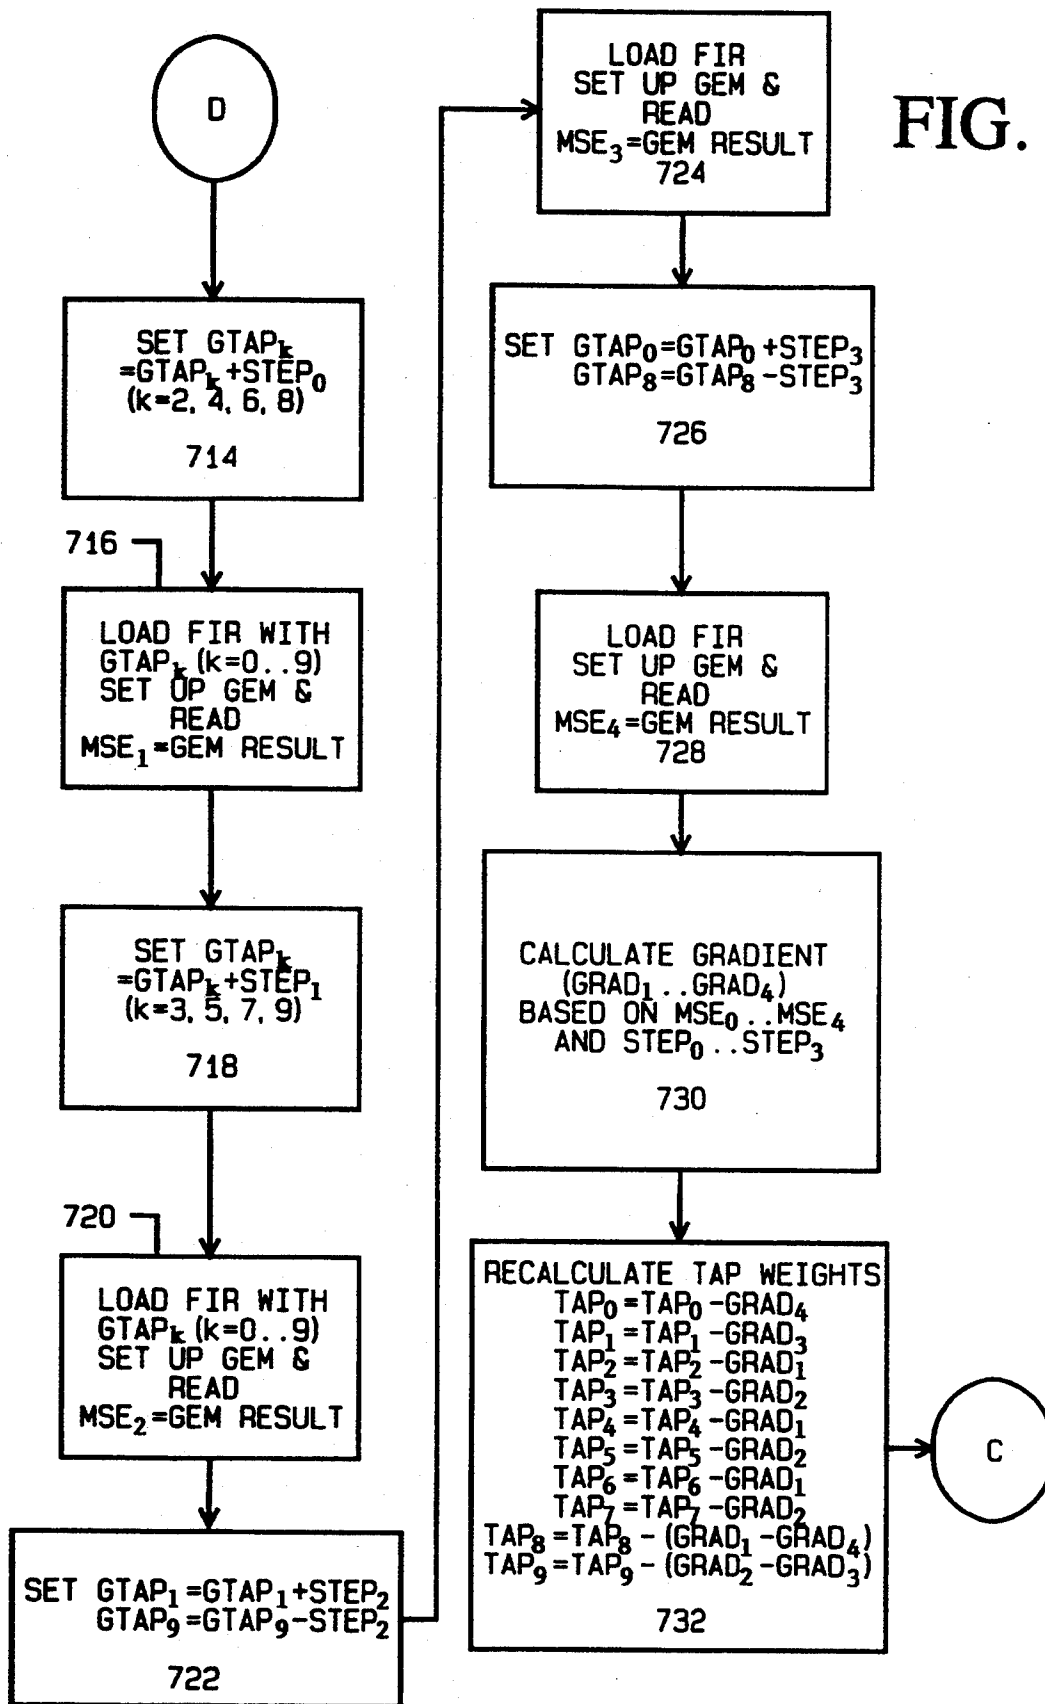 D
SET GTAPk
=GTAPk+STEP0
(k=2, 4, 6, 8)
714
716
LOAD FIR WITH
GTAPk (k=0..9)
SET UP GEM &
READ
MSE1=GEM RESULT
SET GTAPk
=GTAPk+STEP1
(k=3, 5, 7, 9)
718
720
LOAD FIR WITH
GTAPk (k=0..9)
SET UP GEM &
READ
MSE2=GEM RESULT
SET GTAP1=GTAP1+STEP2
GTAP9=GTAP9-STEP2
722
LOAD FIR
SET UP GEM &
READ
MSE3=GEM RESULT
724
FIG.
SET GTAP0=GTAP0+STEP3
GTAP8=GTAP8-STEP3
726
LOAD FIR
SET UP GEM &
READ
MSE4=GEM RESULT
728
CALCULATE GRADIENT
(GRAD1..GRAD4)
BASED ON MSE0..MSE4
AND STEP0..STEP3
730
RECALCULATE TAP WEIGHTS
TAP0=TAP0-GRAD4
TAP1=TAP1-GRAD3
TAP2=TAP2-GRAD1
TAP3=TAP3-GRAD2
TAP4=TAP4-GRAD1
TAP5=TAP5-GRAD2
TAP6=TAP6-GRAD1
TAP7=TAP7-GRAD2
TAP8=TAP8-(GRAD1-GRAD4)
TAP9=TAP9-(GRAD2-GRAD3)
732
C